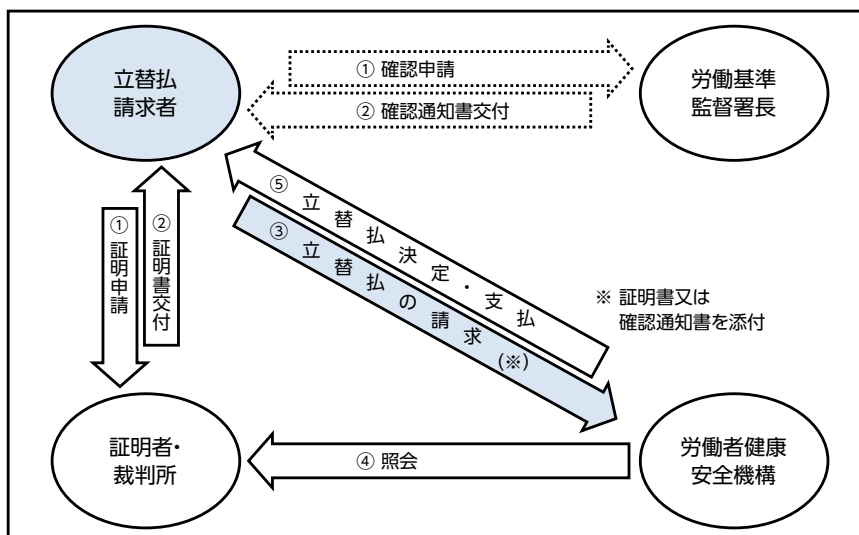 立替払
請求者
① 確認申請
② 確認通知書交付
労働基準
監督署長
① 証明申請
② 証明書交付
⑤ 立替払決定・支払
③ 立替払の請求(※)
※ 証明書又は
確認通知書を添付
証明者・
裁判所
④ 照会
労働者健康
安全機構